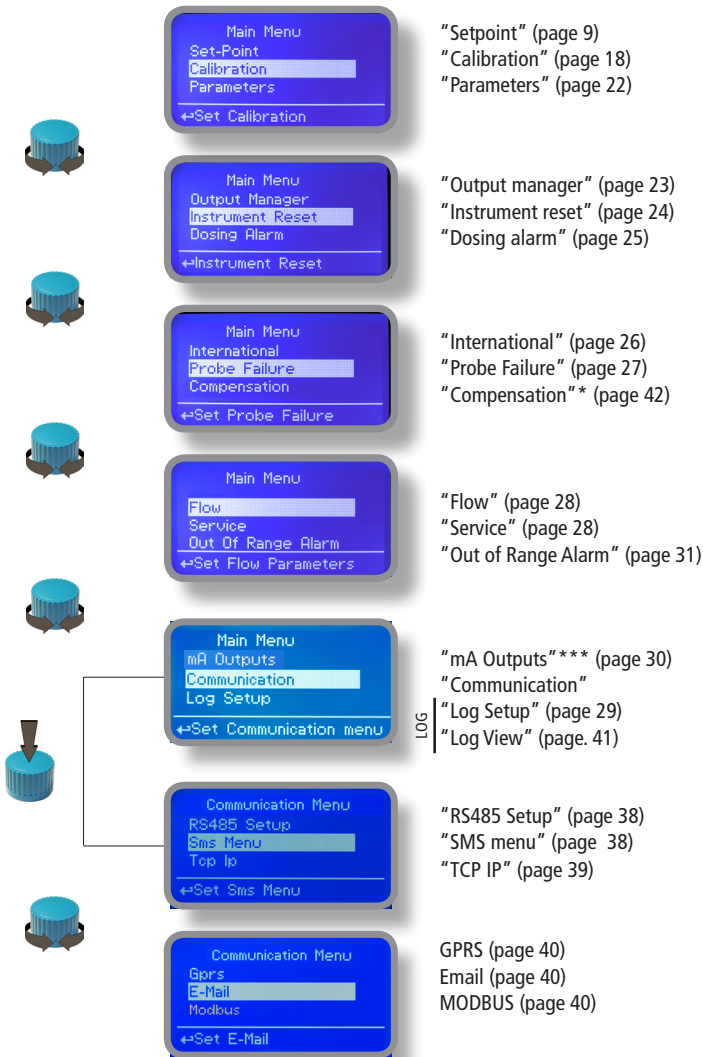 Main Menu
Set-Point
Calibration
Parameters
↵Set Calibration
"Setpoint" (page 9)
"Calibration" (page 18)
"Parameters" (page 22)
Main Menu
Output Manager
Instrument Reset
Dosing Alarm
↵Instrument Reset
"Output manager" (page 23)
"Instrument reset" (page 24)
"Dosing alarm" (page 25)
Main Menu
International
Probe Failure
Compensation
↵Set Probe Failure
"International" (page 26)
"Probe Failure" (page 27)
"Compensation"* (page 42)
Main Menu
Flow
Service
Out Of Range Alarm
↵Set Flow Parameters
"Flow" (page 28)
"Service" (page 28)
"Out of Range Alarm" (page 31)
Main Menu
mA Outputs
Communication
Log Setup
↵Set Communication menu
"mA Outputs"*** (page 30)
"Communication"
LOG
"Log Setup" (page 29)
"Log View" (page. 41)
Communication Menu
RS485 Setup
Sms Menu
Tcp Ip
↵Set Sms Menu
"RS485 Setup" (page 38)
"SMS menu" (page 38)
"TCP IP" (page 39)
Communication Menu
Gprs
E-Mail
Modbus
↵Set E-Mail
GPRS (page 40)
Email (page 40)
MODBUS (page 40)